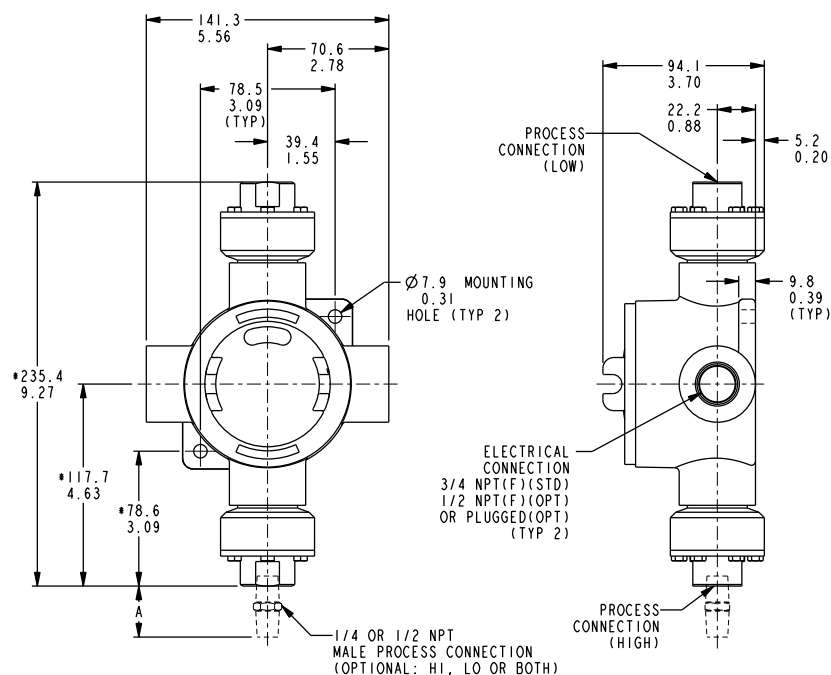 141.3
5.56
70.6
2.78
78.5
3.09
(TYP)
39.4
1.55
Ø7.9 MOUNTING
0.31
HOLE (TYP 2)
*235.4
9.27
*117.7
4.63
*78.6
3.09
A
1/4 OR 1/2 NPT
MALE PROCESS CONNECTION
(OPTIONAL: HI, LO OR BOTH)
94.1
3.70
22.2
0.88
5.2
0.20
PROCESS
CONNECTION
(LOW)
9.8
0.39
(TYP)
ELECTRICAL
CONNECTION
3/4 NPT(F)(STD)
1/2 NPT(F)(OPT)
OR PLUGGED(OPT)
(TYP 2)
PROCESS
CONNECTION
(HIGH)